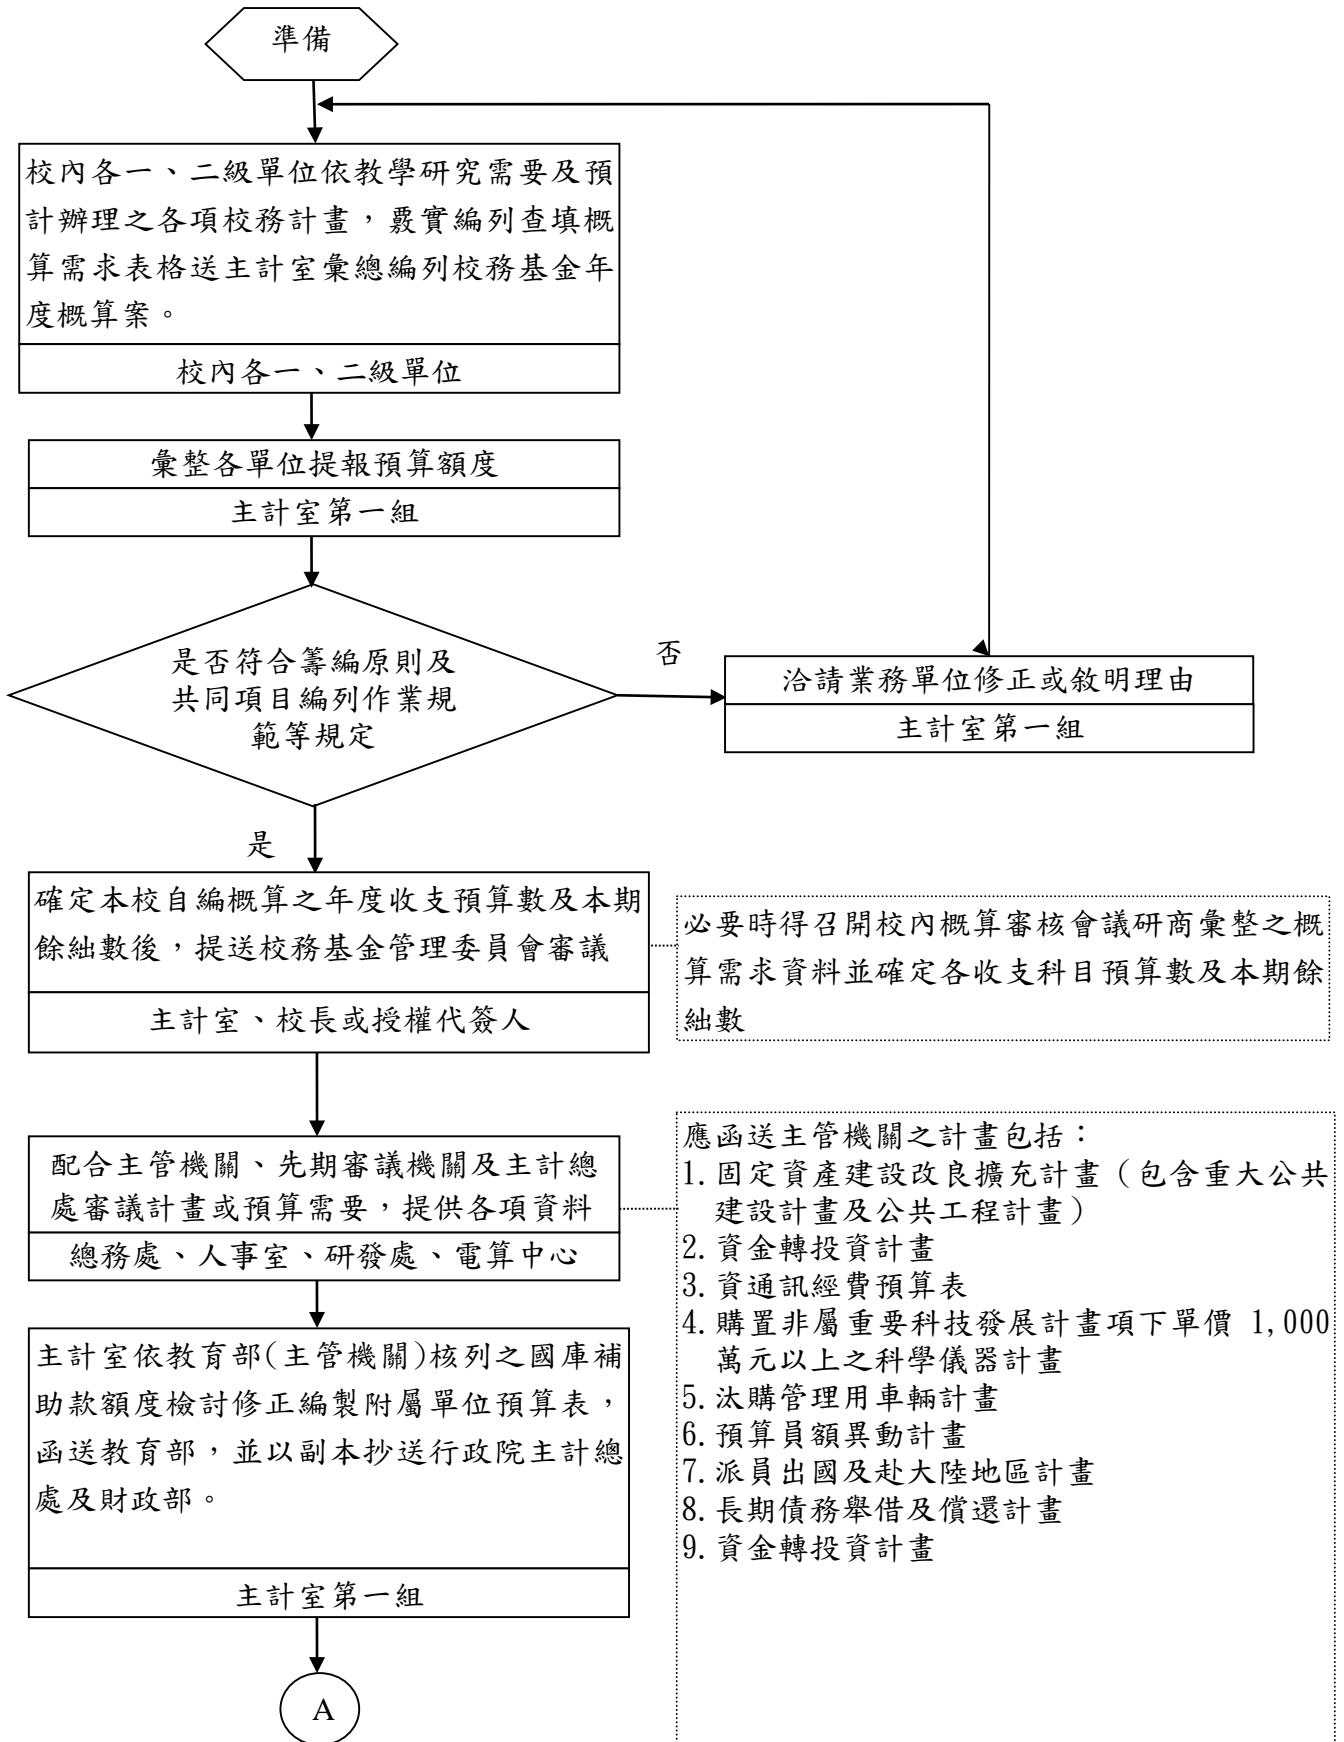 準備
校內各一、二級單位依教學研究需要及預
計辦理之各項校務計畫，覈實編列查填概
算需求表格送主計室彙總編列校務基金年
度概算案。
校內各一、二級單位
彙整各單位提報預算額度
主計室第一組
是否符合籌編原則及
共同項目編列作業規
範等規定
否
洽請業務單位修正或敘明理由
主計室第一組
是
確定本校自編概算之年度收支預算數及本期
餘絀數後，提送校務基金管理委員會審議
主計室、校長或授權代簽人
必要時得召開校內概算審核會議研商彙整之概
算需求資料並確定各收支科目預算數及本期餘
絀數
配合主管機關、先期審議機關及主計總
處審議計畫或預算需要，提供各項資料
總務處、人事室、研發處、電算中心
應函送主管機關之計畫包括：
1.固定資產建設改良擴充計畫（包含重大公共
建設計畫及公共工程計畫）
2.資金轉投資計畫
3.資通訊經費預算表
4.購置非屬重要科技發展計畫項下單價 1,000
萬元以上之科學儀器計畫
5.汰購管理用車輛計畫
6.預算員額異動計畫
7.派員出國及赴大陸地區計畫
8.長期債務舉借及償還計畫
9.資金轉投資計畫
主計室依教育部(主管機關)核列之國庫補
助款額度檢討修正編製附屬單位預算表，
函送教育部，並以副本抄送行政院主計總
處及財政部。
主計室第一組
A